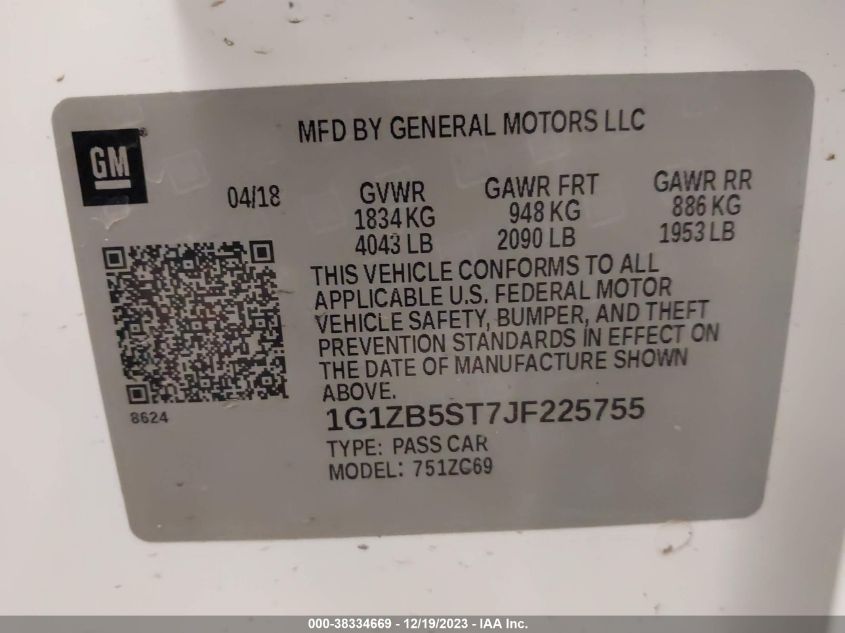 MFD BY GENERAL MOTORS LLC
GM®
04/18
GVWR GAWR FRT GAWR RR
1834 KG 948 KG 886 KG
4043 LB 2090 LB 1953 LB
THIS VEHICLE CONFORMS TO ALL
APPLICABLE U.S. FEDERAL MOTOR
VEHICLE SAFETY, BUMPER, AND THEFT
PREVENTION STANDARDS IN EFFECT ON
THE DATE OF MANUFACTURE SHOWN
ABOVE.
8624
1G1ZB5ST7JF225755
TYPE: PASS CAR
MODEL: 751ZC69
000-38334669 - 12/19/2023 - IAA Inc.